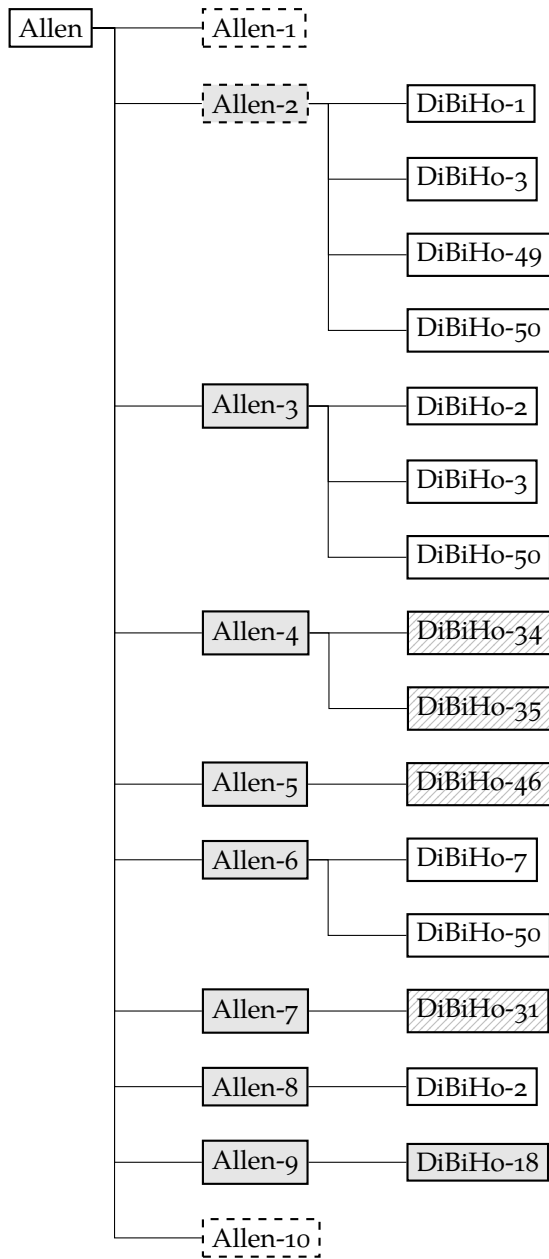 Allen
Allen-1
Allen-2
DiBiHo-1
DiBiHo-3
DiBiHo-49
DiBiHo-50
Allen-3
DiBiHo-2
DiBiHo-3
DiBiHo-50
Allen-4
DiBiHo-34
DiBiHo-35
Allen-5
DiBiHo-46
Allen-6
DiBiHo-7
DiBiHo-50
Allen-7
DiBiHo-31
Allen-8
DiBiHo-2
Allen-9
DiBiHo-18
Allen-10